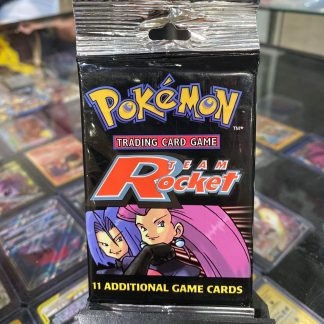 POKéMON
TM
TRADING CARD GAME
TEAM
Rocket
11 ADDITIONAL GAME CARDS